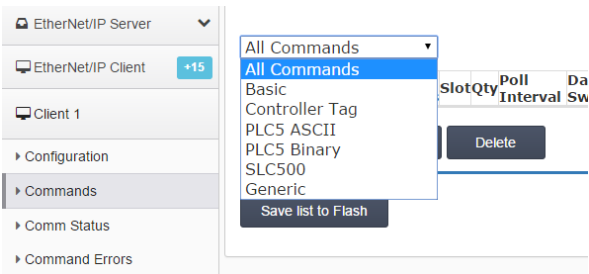 EtherNet/IP Server
EtherNet/IP Client +15
Client 1
Configuration
Commands
Comm Status
Command Errors
All Commands
All Commands
Basic
Controller Tag
PLC5 ASCII
PLC5 Binary
SLC500
Generic
Slot Qty Poll Interval
Delete
Save list to Flash